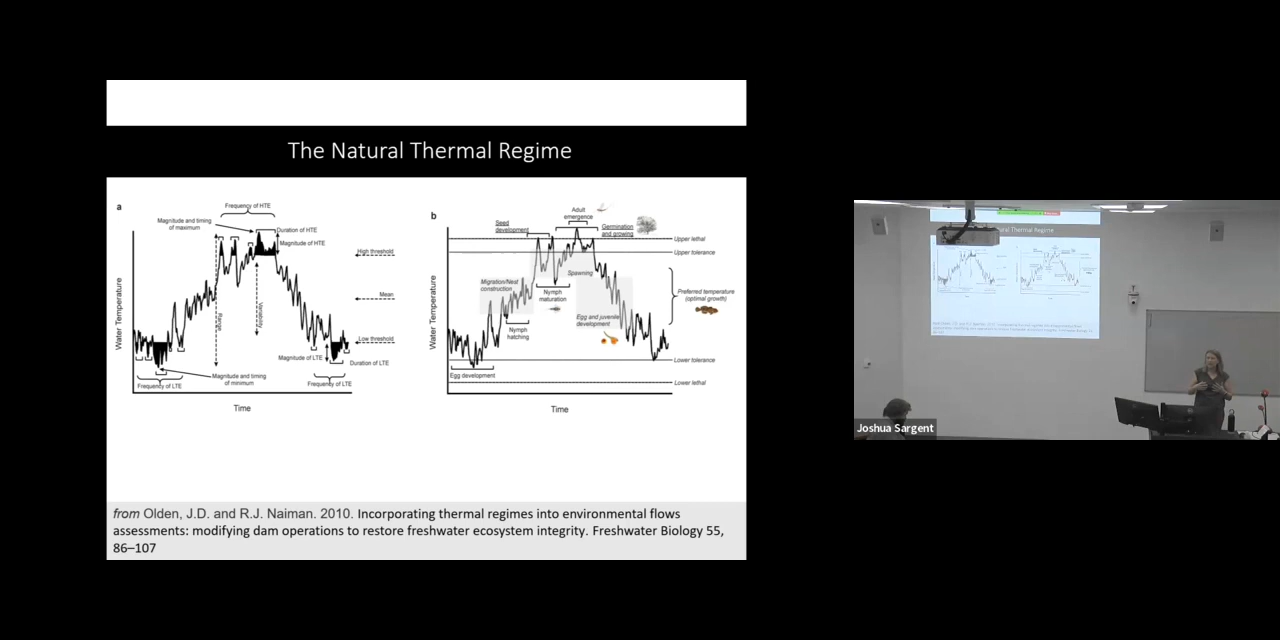 The Natural Thermal Regime
a
Frequency of HTE
Magnitude and timing
of maximum
Duration of HTE
Magnitude of HTE
High threshold
Mean
Low threshold
Range
Variability
Water Temperature
Magnitude of LTE
Duration of LTE
Magnitude and timing
of minimum
Frequency of LTE
Frequency of LTE
Time
b
Adult
emergence
Seed
development
Germination
and growing
Upper lethal
Upper tolerance
Spawning
Migration/Nest
construction
Nymph
maturation
Preferred temperature
(optimal growth)
Egg and juvenile
development
Nymph
hatching
Water Temperature
Lower tolerance
Egg development
Lower lethal
Time
from Olden, J.D. and R.J. Naiman. 2010. Incorporating thermal regimes into environmental flows
assessments: modifying dam operations to restore freshwater ecosystem integrity. Freshwater Biology 55,
86–107
Thermal Regime
Joshua Sargent